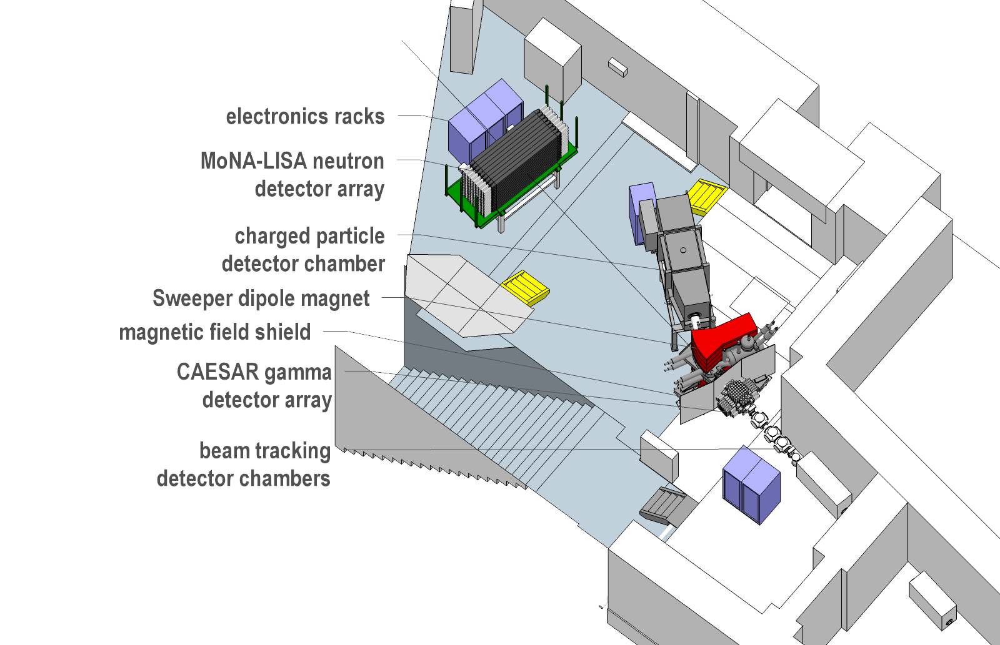 electronics racks
MoNA-LISA neutron
detector array
charged particle
detector chamber
Sweeper dipole magnet
magnetic field shield
CAESAR gamma
detector array
beam tracking
detector chambers